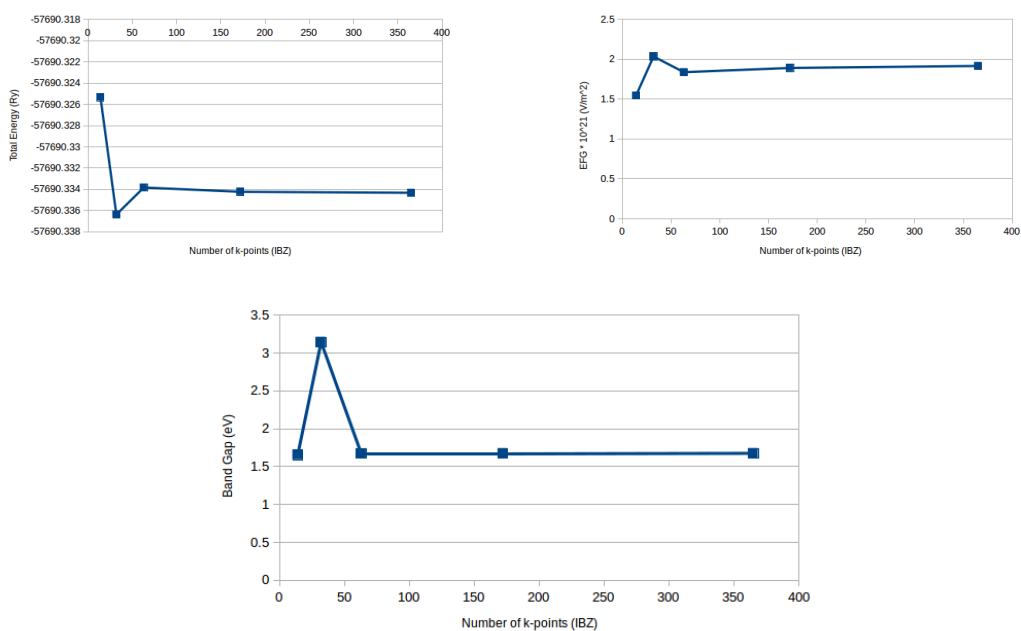 -57690.318
0 50 100 150 200 250 300 350 400
-57690.32
-57690.322
-57690.324
-57690.326
-57690.328
-57690.33
-57690.332
-57690.334
-57690.336
-57690.338
Total Energy (Ry)
Number of k-points (IBZ)
2.5
2
1.5
1
0.5
0
0 50 100 150 200 250 300 350 400
EFG * 10^21 (V/m^2)
Number of k-points (IBZ)
3.5
3
2.5
2
1.5
1
0.5
0
0 50 100 150 200 250 300 350 400
Band Gap (eV)
Number of k-points (IBZ)